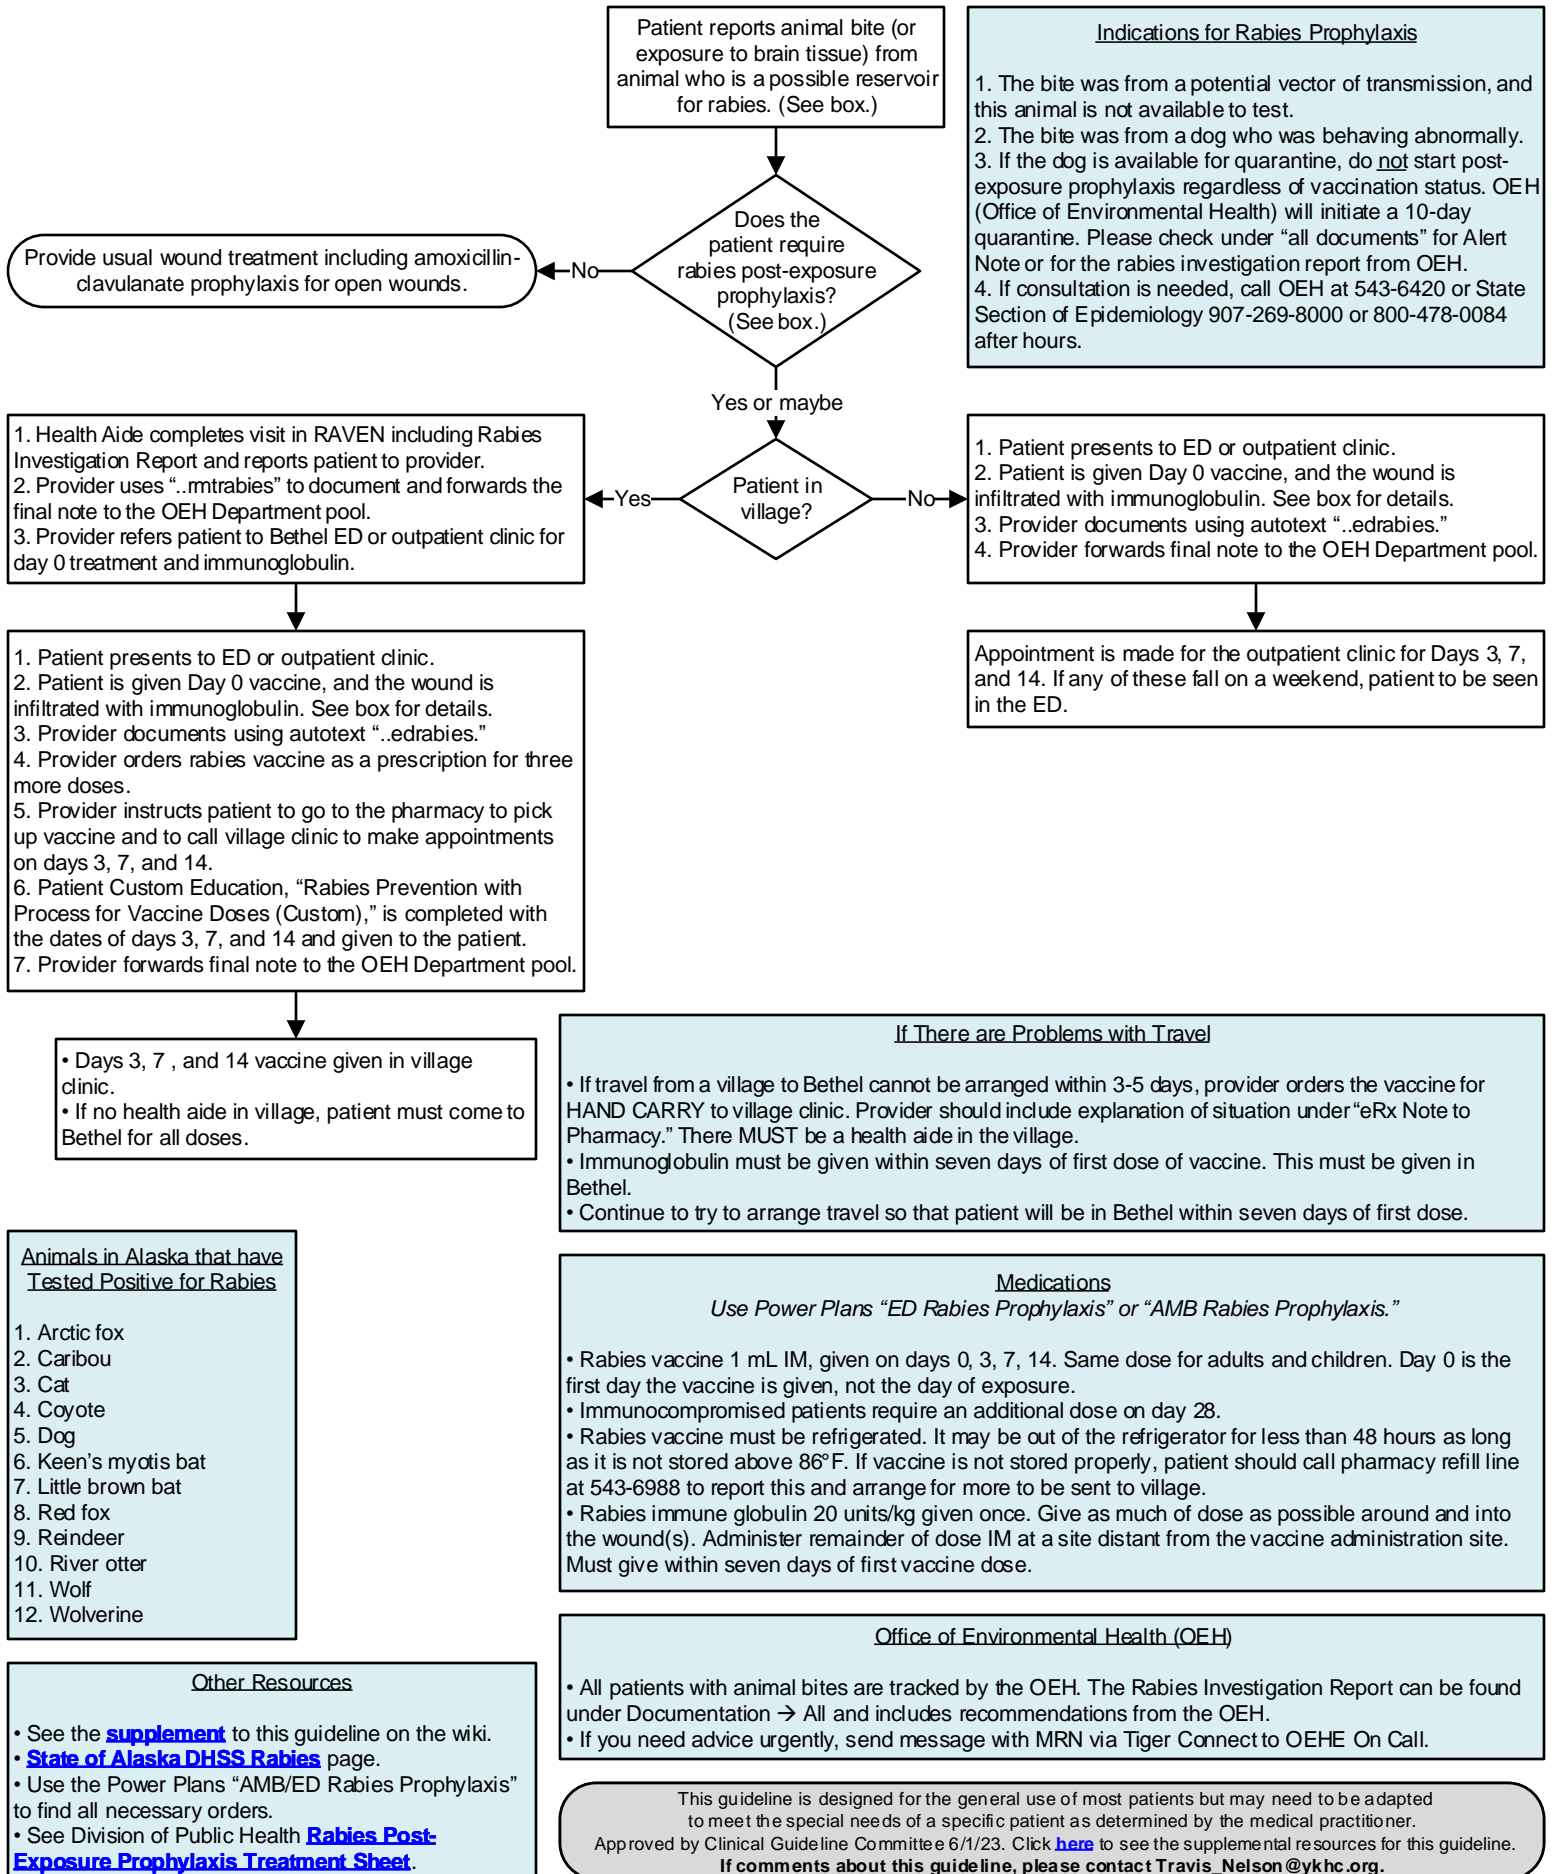 Patient reports animal bite (or
exposure to brain tissue) from
animal who is a possible reservoir
for rabies. (See box.)
Indications for Rabies Prophylaxis
1. The bite was from a potential vector of transmission, and
this animal is not available to test.
2. The bite was from a dog who was behaving abnormally.
3. If the dog is available for quarantine, do not start post-
exposure prophylaxis regardless of vaccination status. OEH
(Office of Environmental Health) will initiate a 10-day
quarantine. Please check under “all documents” for Alert
Note or for the rabies investigation report from OEH.
4. If consultation is needed, call OEH at 543-6420 or State
Section of Epidemiology 907-269-8000 or 800-478-0084
after hours.
Does the
patient require
rabies post-exposure
prophylaxis?
(See box.)
No
Provide usual wound treatment including amoxicillin-
clavulanate prophylaxis for open wounds.
Yes or maybe
Patient in
village?
Yes
No
1. Health Aide completes visit in RAVEN including Rabies
Investigation Report and reports patient to provider.
2. Provider uses “..rmtrabies” to document and forwards the
final note to the OEH Department pool.
3. Provider refers patient to Bethel ED or outpatient clinic for
day 0 treatment and immunoglobulin.
1. Patient presents to ED or outpatient clinic.
2. Patient is given Day 0 vaccine, and the wound is
infiltrated with immunoglobulin. See box for details.
3. Provider documents using autotext “..edrabies.”
4. Provider forwards final note to the OEH Department pool.
1. Patient presents to ED or outpatient clinic.
2. Patient is given Day 0 vaccine, and the wound is
infiltrated with immunoglobulin. See box for details.
3. Provider documents using autotext “..edrabies.”
4. Provider orders rabies vaccine as a prescription for three
more doses.
5. Provider instructs patient to go to the pharmacy to pick
up vaccine and to call village clinic to make appointments
on days 3, 7, and 14.
6. Patient Custom Education, “Rabies Prevention with
Process for Vaccine Doses (Custom),” is completed with
the dates of days 3, 7, and 14 and given to the patient.
7. Provider forwards final note to the OEH Department pool.
Appointment is made for the outpatient clinic for Days 3, 7,
and 14. If any of these fall on a weekend, patient to be seen
in the ED.
• Days 3, 7 , and 14 vaccine given in village
clinic.
• If no health aide in village, patient must come to
Bethel for all doses.
If There are Problems with Travel
• If travel from a village to Bethel cannot be arranged within 3-5 days, provider orders the vaccine for
HAND CARRY to village clinic. Provider should include explanation of situation under “eRx Note to
Pharmacy.” There MUST be a health aide in the village.
• Immunoglobulin must be given within seven days of first dose of vaccine. This must be given in
Bethel.
• Continue to try to arrange travel so that patient will be in Bethel within seven days of first dose.
Animals in Alaska that have
Tested Positive for Rabies
1. Arctic fox
2. Caribou
3. Cat
4. Coyote
5. Dog
6. Keen’s myotis bat
7. Little brown bat
8. Red fox
9. Reindeer
10. River otter
11. Wolf
12. Wolverine
Medications
Use Power Plans “ED Rabies Prophylaxis” or “AMB Rabies Prophylaxis.”
• Rabies vaccine 1 mL IM, given on days 0, 3, 7, 14. Same dose for adults and children. Day 0 is the
first day the vaccine is given, not the day of exposure.
• Immunocompromised patients require an additional dose on day 28.
• Rabies vaccine must be refrigerated. It may be out of the refrigerator for less than 48 hours as long
as it is not stored above 86°F. If vaccine is not stored properly, patient should call pharmacy refill line
at 543-6988 to report this and arrange for more to be sent to village.
• Rabies immune globulin 20 units/kg given once. Give as much of dose as possible around and into
the wound(s). Administer remainder of dose IM at a site distant from the vaccine administration site.
Must give within seven days of first vaccine dose.
Office of Environmental Health (OEH)
• All patients with animal bites are tracked by the OEH. The Rabies Investigation Report can be found
under Documentation → All and includes recommendations from the OEH.
• If you need advice urgently, send message with MRN via Tiger Connect to OEHE On Call.
Other Resources
• See the supplement to this guideline on the wiki.
• State of Alaska DHSS Rabies page.
• Use the Power Plans “AMB/ED Rabies Prophylaxis”
to find all necessary orders.
• See Division of Public Health Rabies Post-
Exposure Prophylaxis Treatment Sheet.
This guideline is designed for the general use of most patients but may need to be adapted
to meet the special needs of a specific patient as determined by the medical practitioner.
Approved by Clinical Guideline Committee 6/1/23. Click here to see the supplemental resources for this guideline.
If comments about this guideline, please contact Travis_Nelson@ykhc.org.